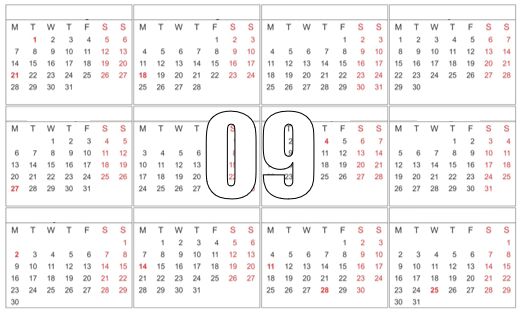 M T W T F S S
1 2 3 4 5 6
7 8 9 10 11 12 13
14 15 16 17 18 19 20
21 22 23 24 25 26 27
28 29 30 31
M T W T F S S
1 2 3
4 5 6 7 8 9 10
11 12 13 14 15 16 17
18 19 20 21 22 23 24
25 26 27 28
M T W T F S S
1 2 3
4 5 6 7 8 9 10
11 12 13 14 15 16 17
18 19 20 21 22 23 24
25 26 27 28 29 30 31
M T W T F S S
1 2 3 4 5 6 7
8 9 10 11 12 13 14
15 16 17 18 19 20 21
22 23 24 25 26 27 28
29 30
M T W T F S S
1 2 3 4 5
6 7 8 9 10 11 12
13 14 15 16 17 18 19
20 21 22 23 24 25 26
27 28 29 30 31
M T W T F
3 4 5 6
10 11 12 13
17 18 19 20
24 25 26 27
09
T F S S
4 5 6 7
11 12 13 14
18 19 20 21
25 26 27 28
M T W T F S S
1 2 3 4
5 6 7 8 9 10 11
12 13 14 15 16 17 18
19 20 21 22 23 24 25
26 27 28 29 30 31
M T W T F S S
1
2 3 4 5 6 7 8
9 10 11 12 13 14 15
16 17 18 19 20 21 22
23 24 25 26 27 28 29
30
M T W T F S S
1 2 3 4 5 6
7 8 9 10 11 12 13
14 15 16 17 18 19 20
21 22 23 24 25 26 27
28 29 30 31
M T W T F S S
1 2 3
4 5 6 7 8 9 10
11 12 13 14 15 16 17
18 19 20 21 22 23 24
25 26 27 28 29 30
M T W T F S S
1
2 3 4 5 6 7 8
9 10 11 12 13 14 15
16 17 18 19 20 21 22
23 24 25 26 27 28 29
30 31